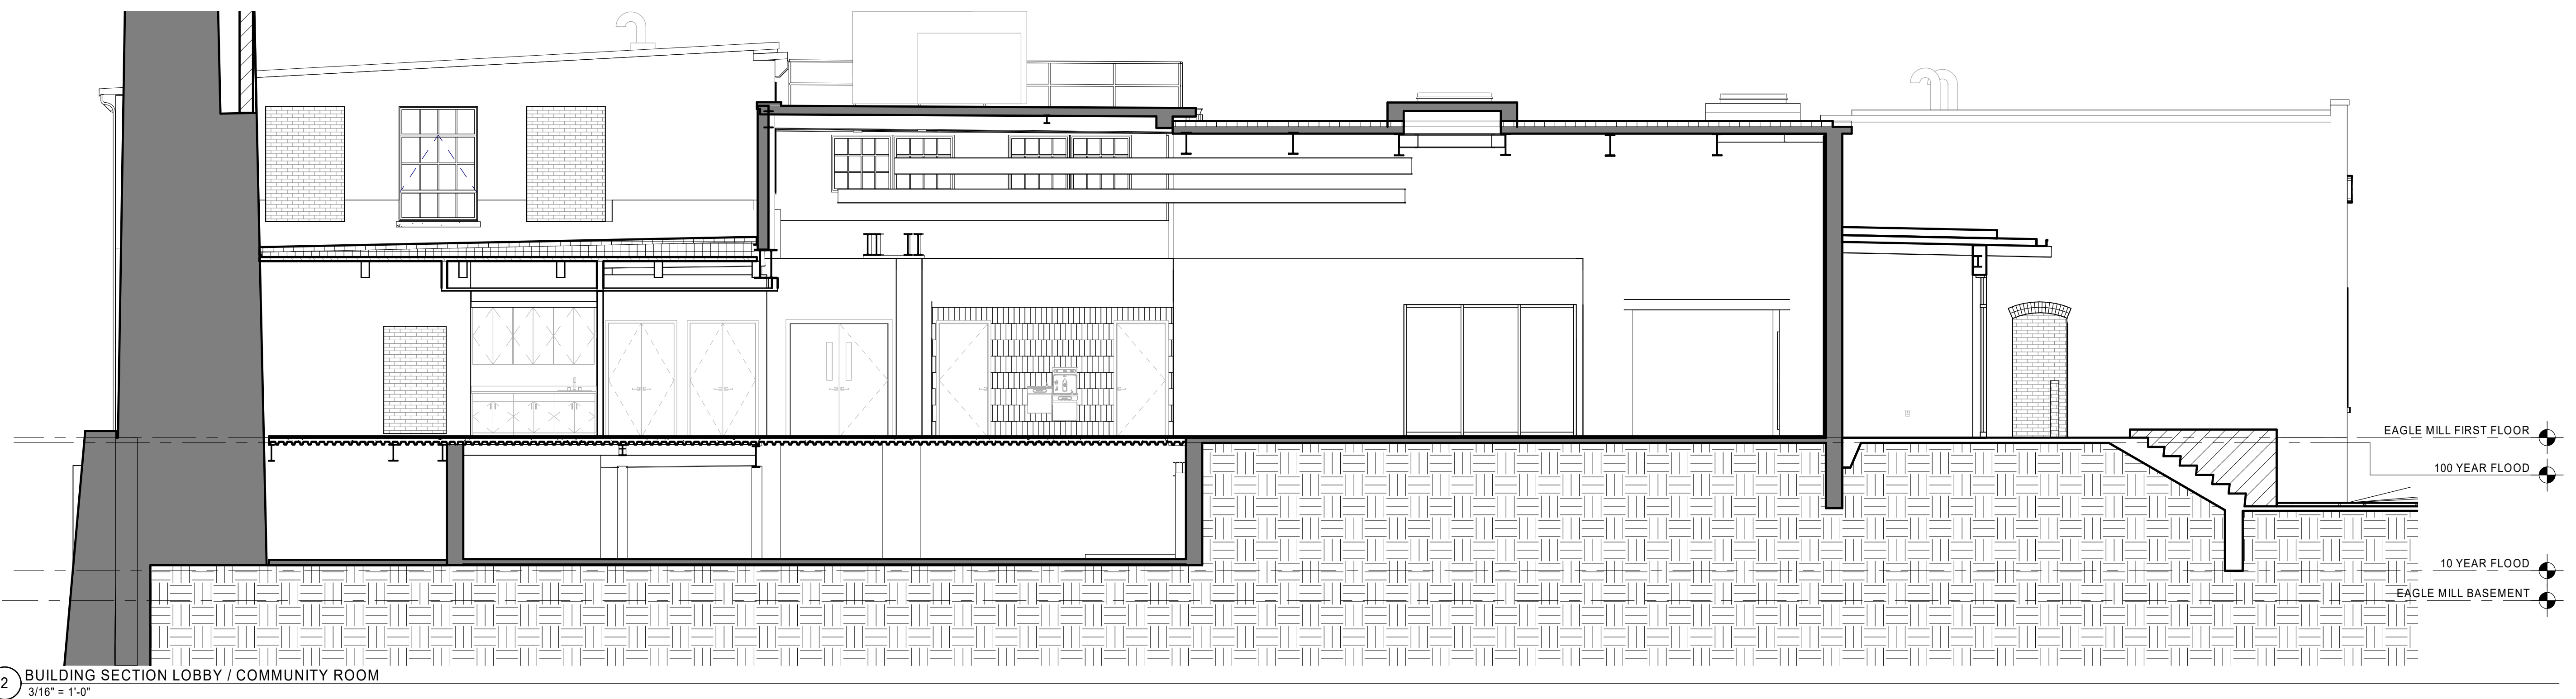 EAGLE MILL FIRST FLOOR
100 YEAR FLOOD
10 YEAR FLOOD
EAGLE MILL BASEMENT
2 BUILDING SECTION LOBBY / COMMUNITY ROOM
3/16" = 1'-0"